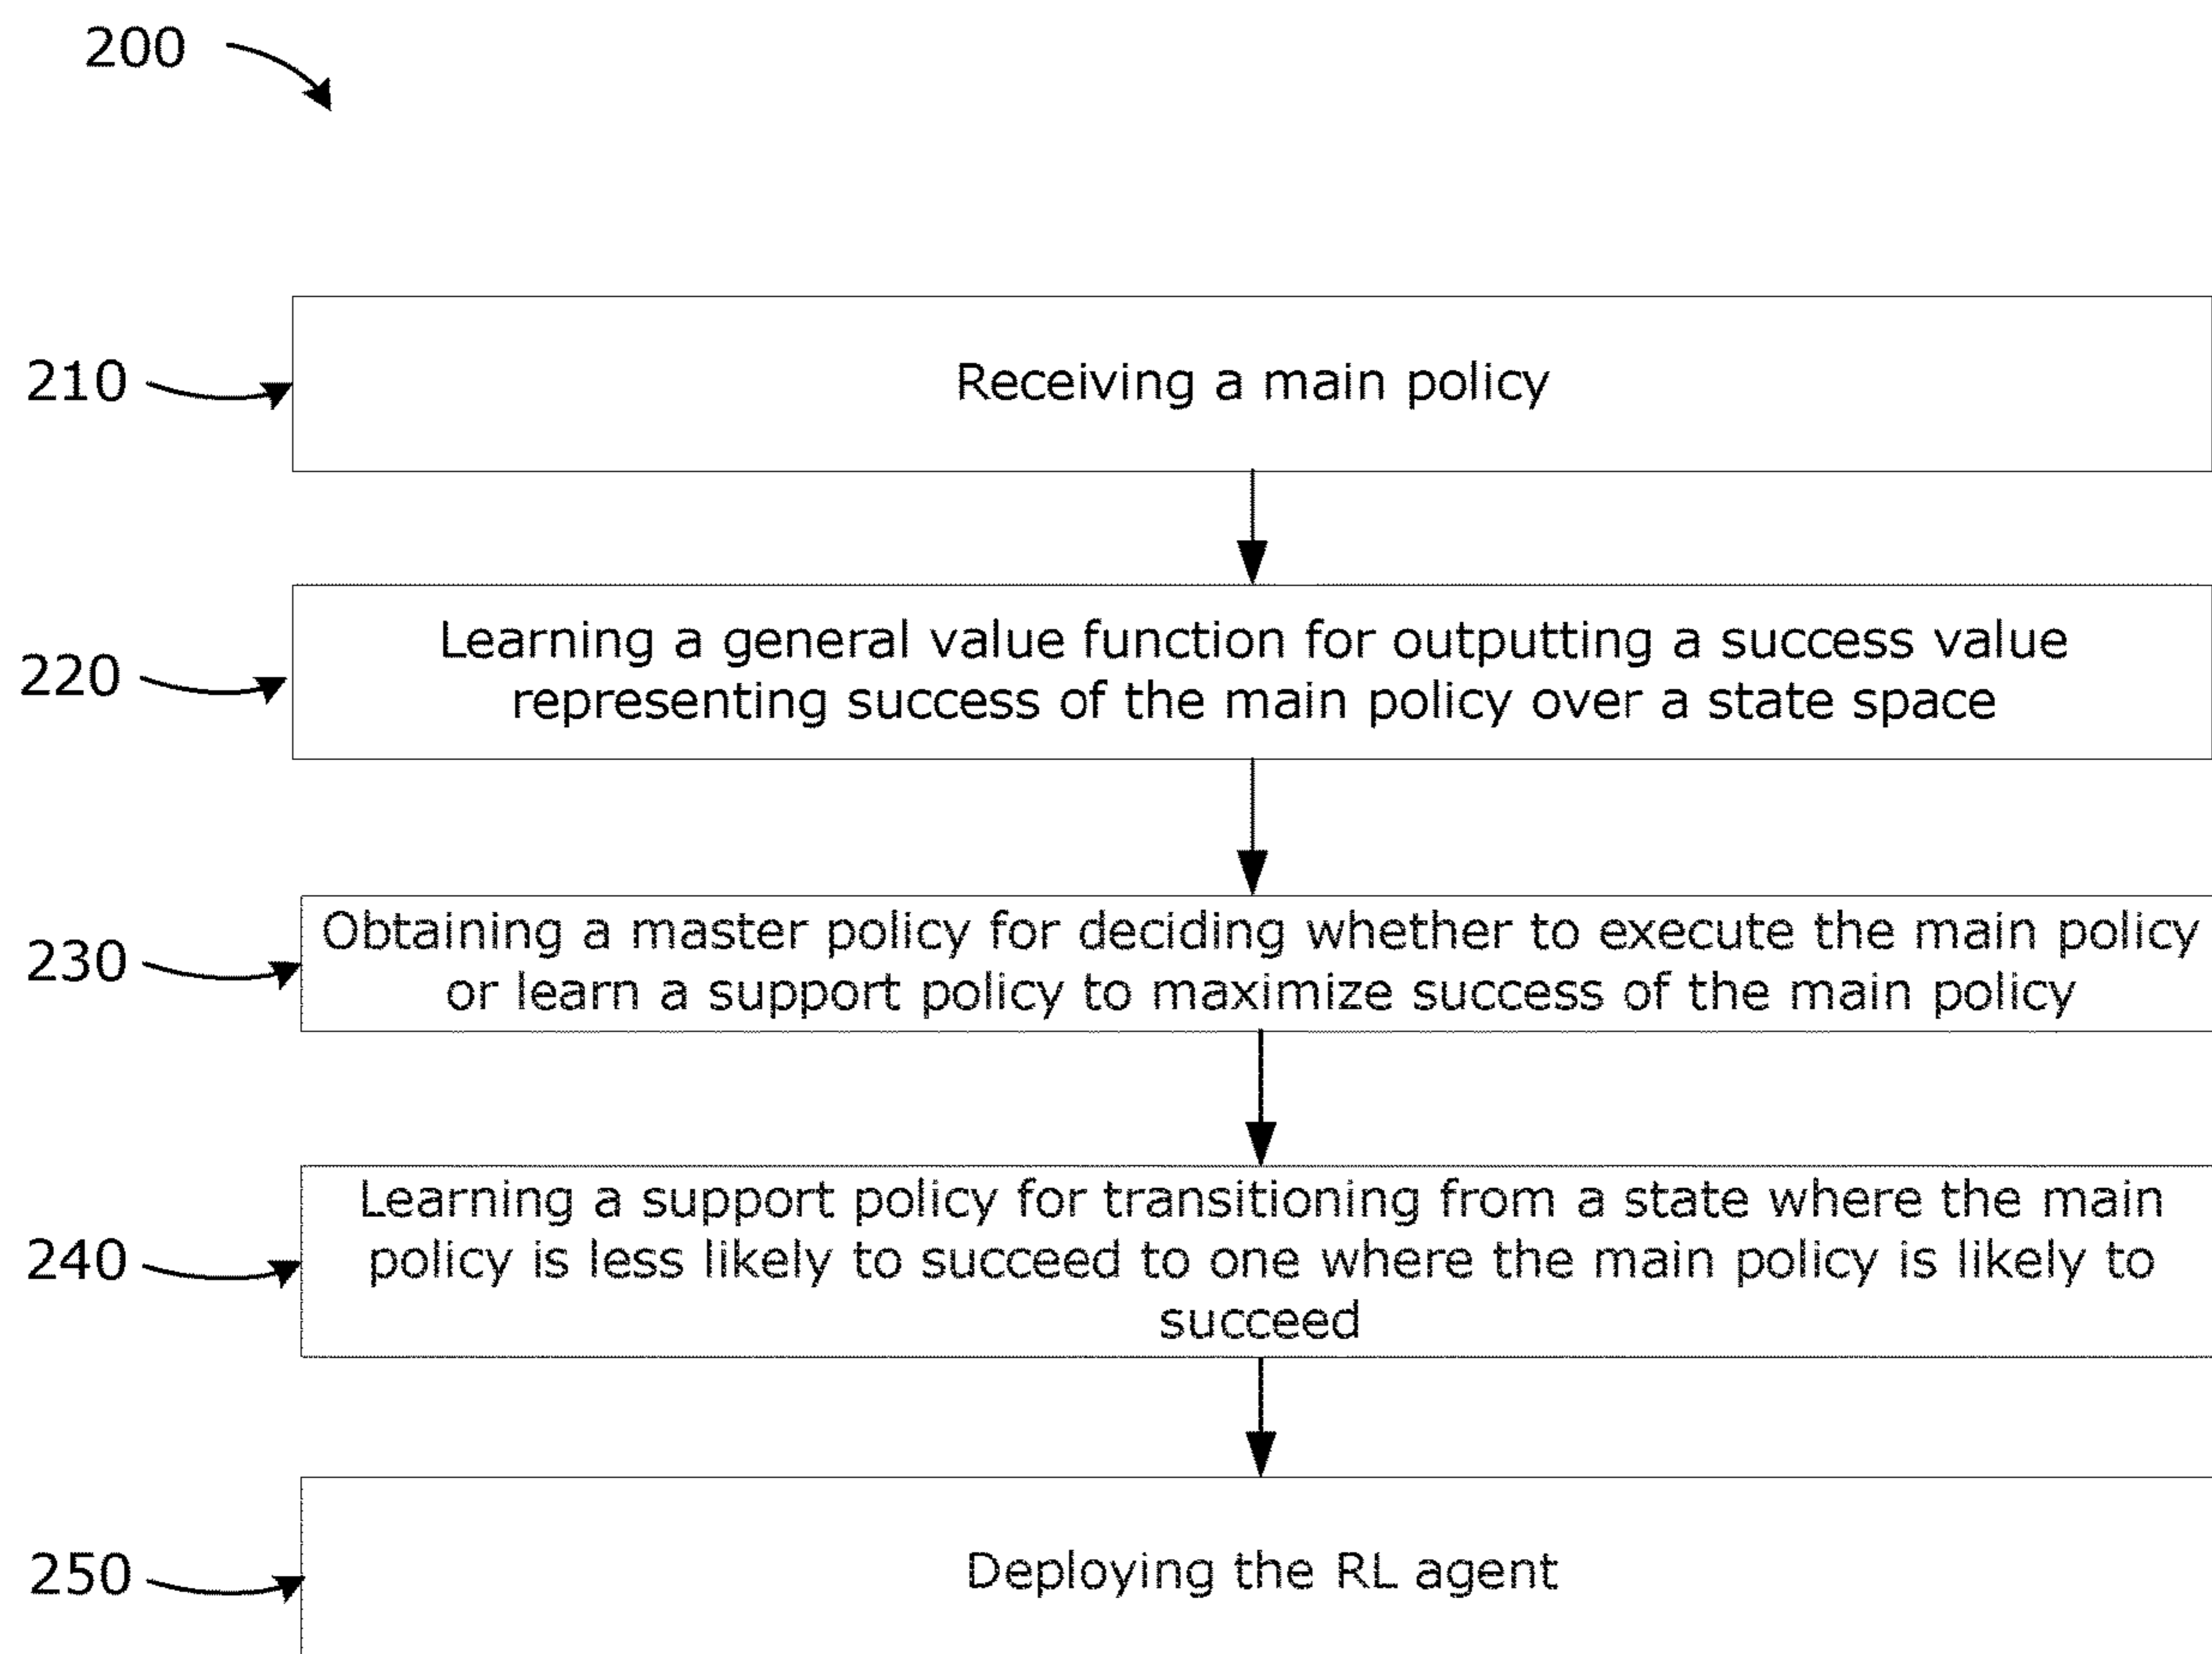 200
210
Receiving a main policy
220
Learning a general value function for outputting a success value
representing success of the main policy over a state space
230
Obtaining a master policy for deciding whether to execute the main policy
or learn a support policy to maximize success of the main policy
240
Learning a support policy for transitioning from a state where the main
policy is less likely to succeed to one where the main policy is likely to
succeed
250
Deploying the RL agent